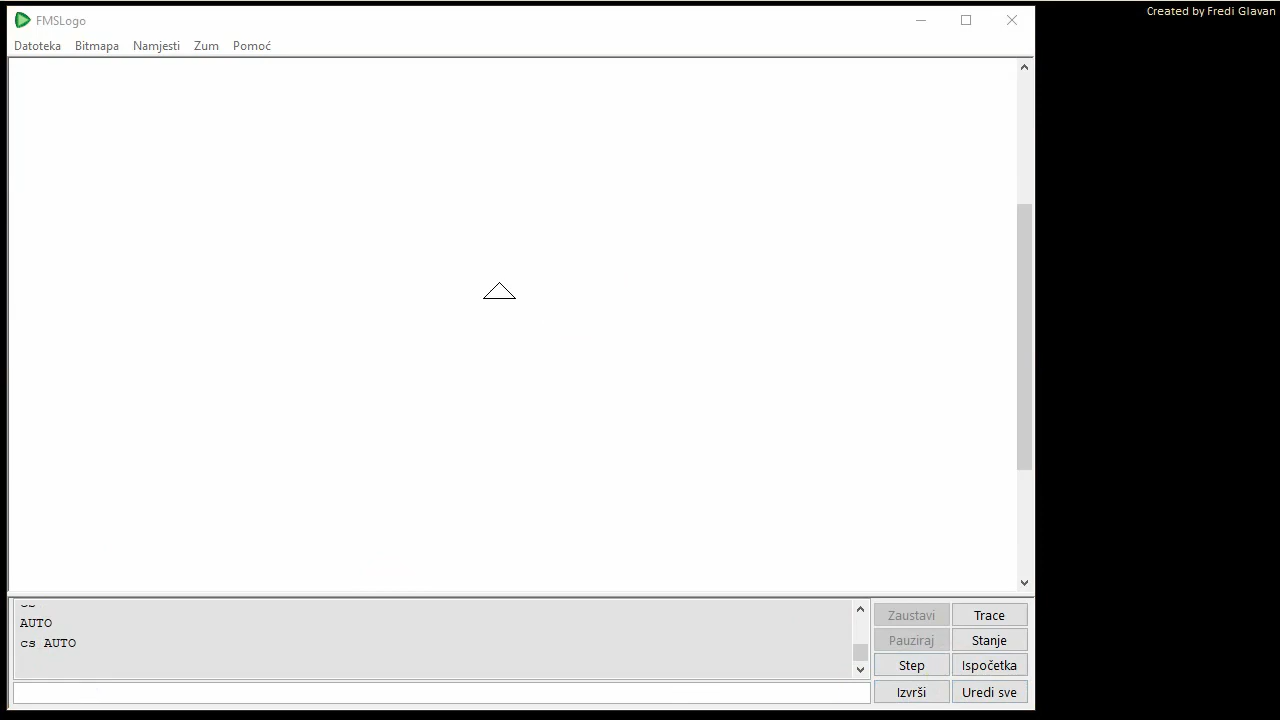 Created by Fredi Glavan
FMSLogo
Datoteka Bitmapa Namjesti Zum Pomoć
AUTO
cs AUTO
Zaustavi Trace
Pauziraj Stanje
Step Ispočetka
Izvrši Uredi sve